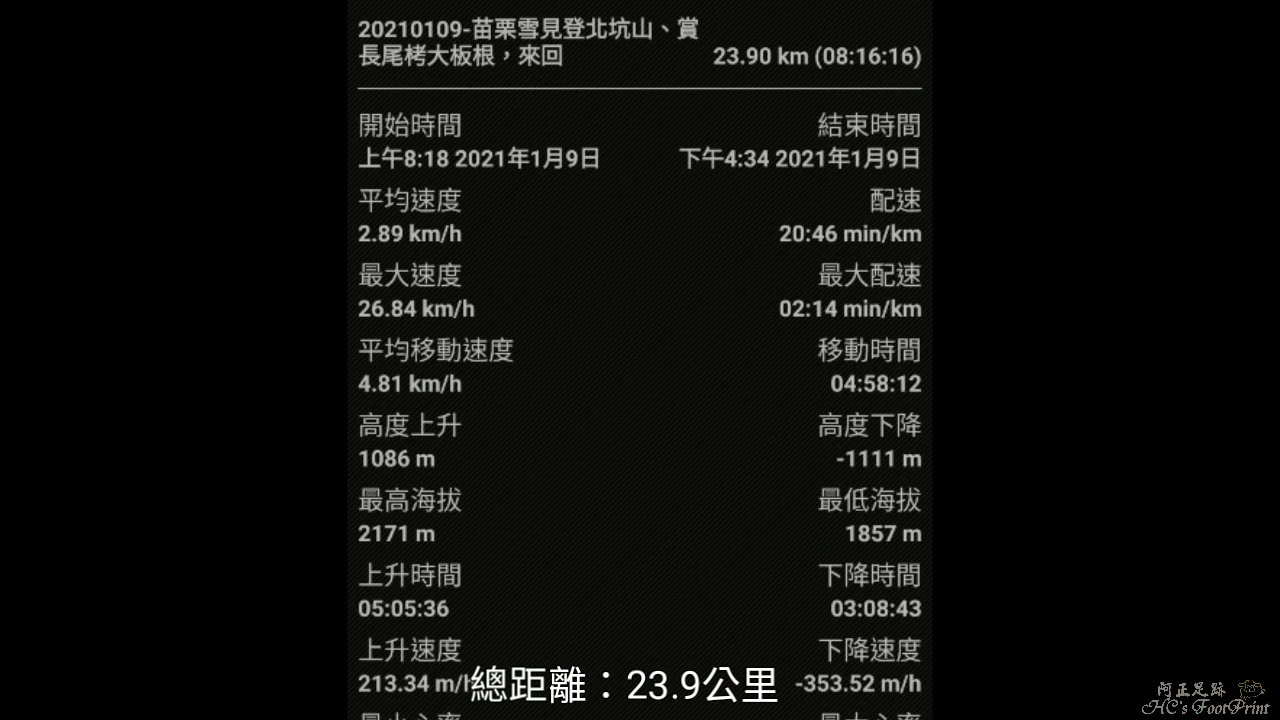 20210109-苗栗雪見登北坑山、賞
長尾栲大板根，來回 23.90 km (08:16:16)
開始時間 結束時間
上午8:18 2021年1月9日 下午4:34 2021年1月9日
平均速度 配速
2.89 km/h 20:46 min/km
最大速度 最大配速
26.84 km/h 02:14 min/km
平均移動速度 移動時間
4.81 km/h 04:58:12
高度上升 高度下降
1086 m -1111 m
最高海拔 最低海拔
2171 m 1857 m
上升時間 下降時間
05:05:36 03:08:43
上升速度 下降速度
213.34 m/h -353.52 m/h
總距離：23.9公里
阿正足跡
HC's FootPrint